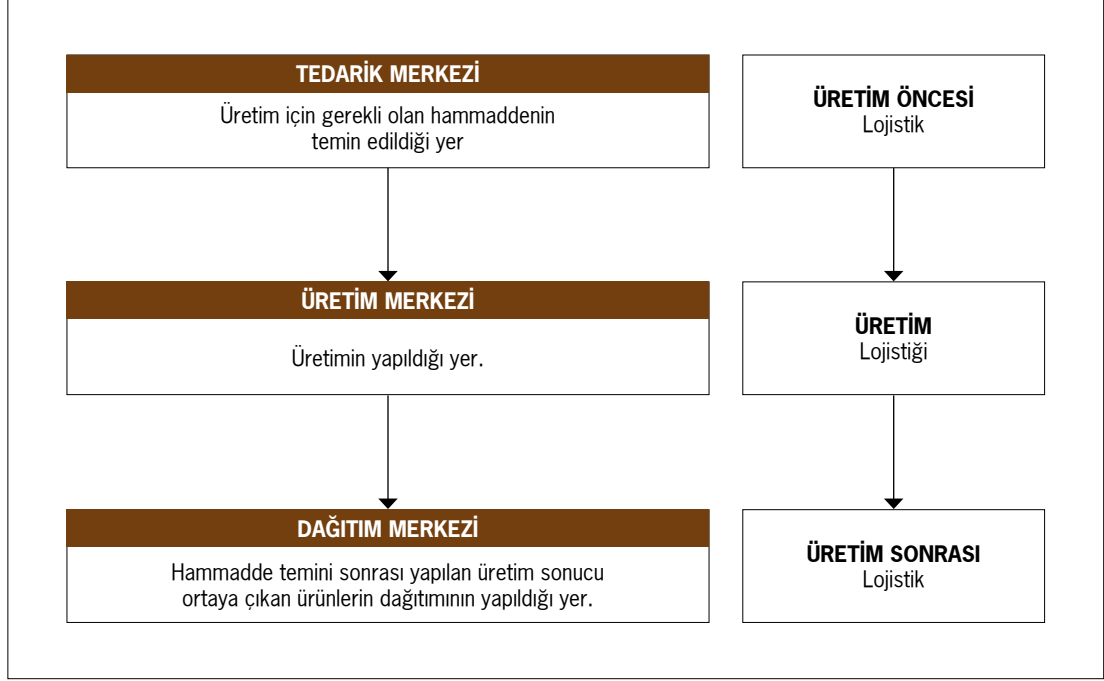 TEDARİK MERKEZİ
Üretim için gerekli olan hammaddenin
temin edildiği yer
ÜRETİM ÖNCESİ
Lojistik
ÜRETİM MERKEZİ
Üretimin yapıldığı yer.
ÜRETİM
Lojistiği
DAĞITIM MERKEZİ
Hammadde temini sonrası yapılan üretim sonucu
ortaya çıkan ürünlerin dağıtımının yapıldığı yer.
ÜRETİM SONRASI
Lojistik